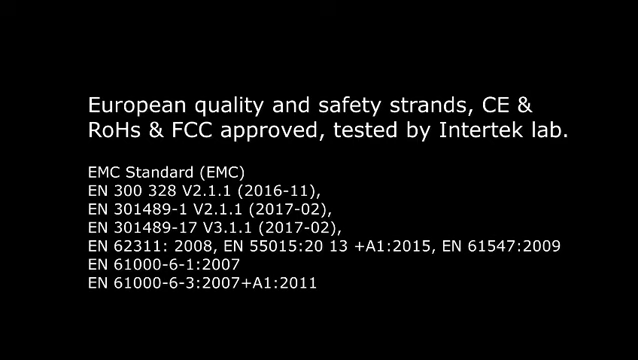 European quality and safety strands, CE &
RoHs & FCC approved, tested by Intertek lab.
EMC Standard (EMC)
EN 300 328 V2.1.1 (2016-11),
EN 301489-1 V2.1.1 (2017-02),
EN 301489-17 V3.1.1 (2017-02),
EN 62311: 2008, EN 55015:20 13 +A1:2015, EN 61547:2009
EN 61000-6-1:2007
EN 61000-6-3:2007+A1:2011